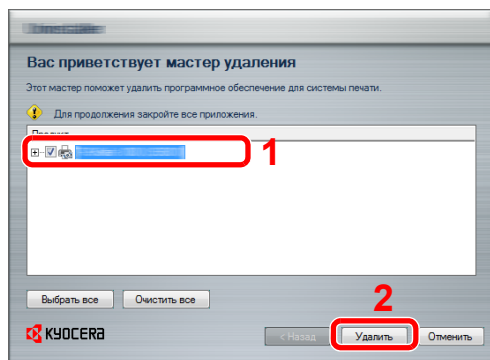 Вас приветствует мастер удаления
Этот мастер поможет удалить программное обеспечение для системы печати.
Для продолжения закройте все приложения.
1
2
Выбрать все Очистить все
KYOCERA
< Назад Удалить Отменить